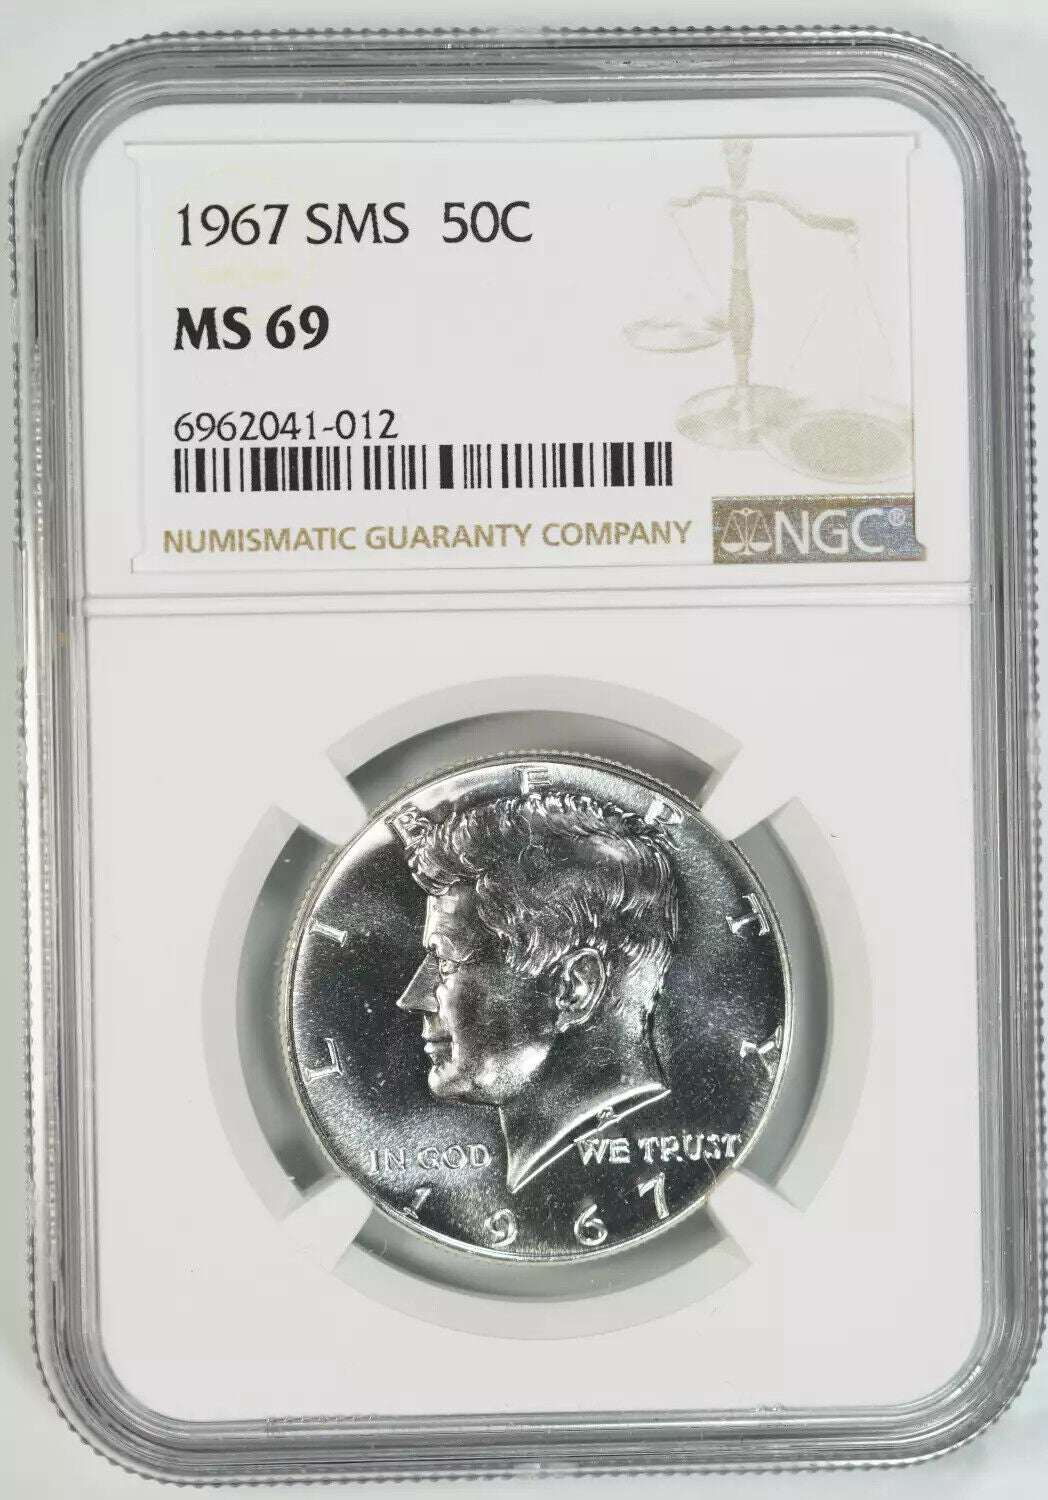 1967 SMS 50C
MS 69
6962041-012
NUMISMATIC GUARANTY COMPANY
NGC®
LIBERTY
IN GOD WE TRUST
1967